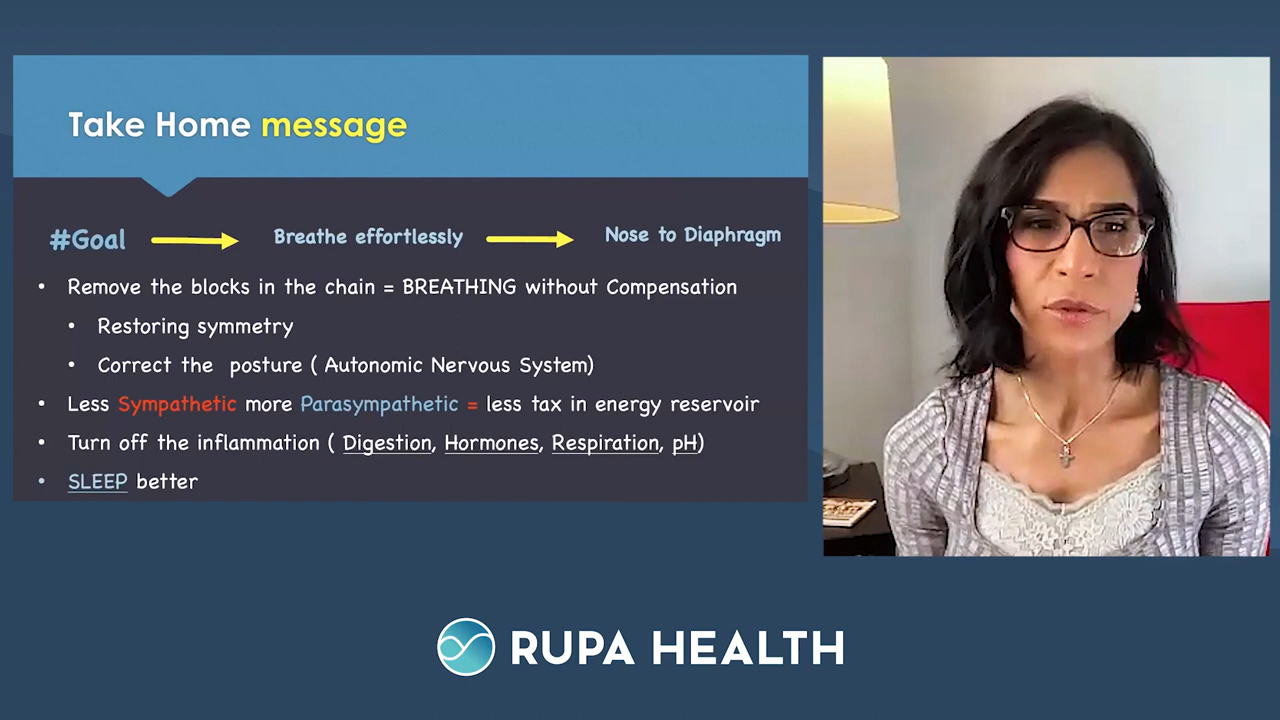 Take Home message
#Goal Breathe effortlessly Nose to Diaphragm
• Remove the blocks in the chain = BREATHING without Compensation
• Restoring symmetry
• Correct the posture ( Autonomic Nervous System)
• Less Sympathetic more Parasympathetic = less tax in energy reservoir
• Turn off the inflammation ( Digestion, Hormones, Respiration, pH)
• SLEEP better
RUPA HEALTH